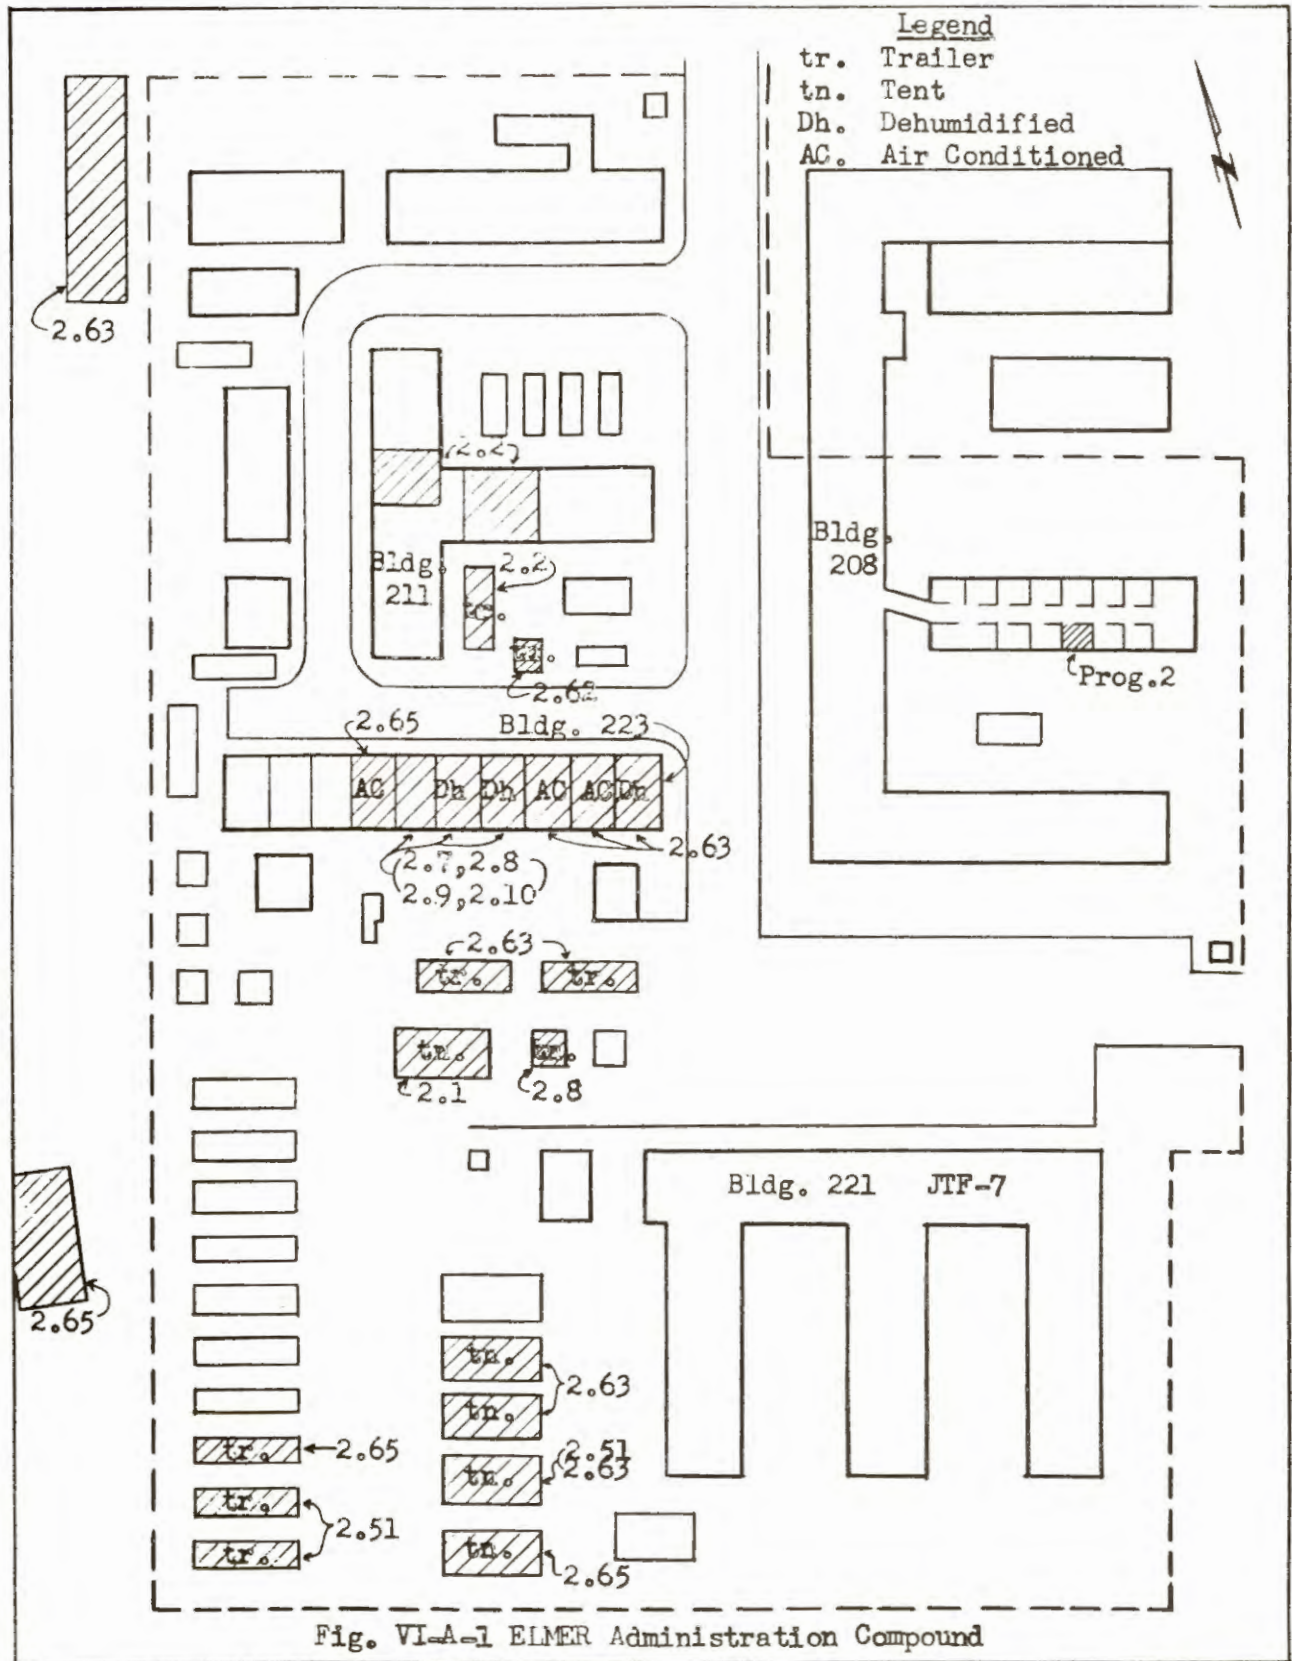 Legend
tr. Trailer
tn. Tent
Dh. Dehumidified
AC. Air Conditioned
2.63
2.2
Bldg. 211
2.2
tr.
2.62
Bldg. 208
Prog.2
2.65
Bldg. 223
AC
Dh
Dh
AC
AC
Dh
2.63
2.7,2.8
2.9,2.10
2.63
tr.
tr.
tn.
2.1
2.8
Bldg. 221 JTF-7
2.65
tn.
2.63
tn.
2.51
2.63
tn.
tr.
2.65
tr.
2.51
tr.
tn.
2.65
Fig. VI-A-1 ELMER Administration Compound